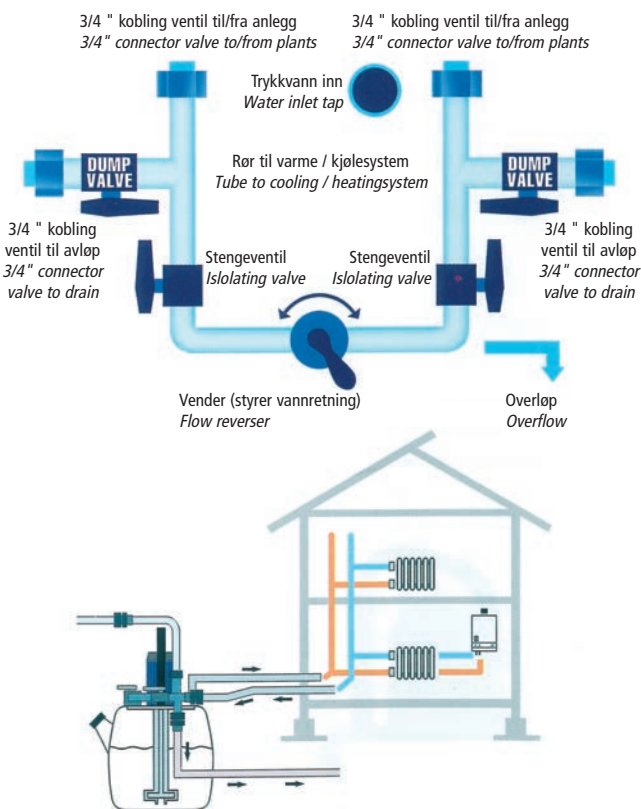 3/4 " kobling ventil til/fra anlegg
3/4" connector valve to/from plants
3/4 " kobling ventil til/fra anlegg
3/4" connector valve to/from plants
Trykkvann inn
Water inlet tap
DUMP
VALVE
Rør til varme / kjølesystem
Tube to cooling / heatingsystem
DUMP
VALVE
3/4 " kobling
ventil til avløp
3/4" connector
valve to drain
Stengeventil
Islolating valve
Stengeventil
Islolating valve
3/4 " kobling
ventil til avløp
3/4" connector
valve to drain
Vender (styrer vannretning)
Flow reverser
Overløp
Overflow